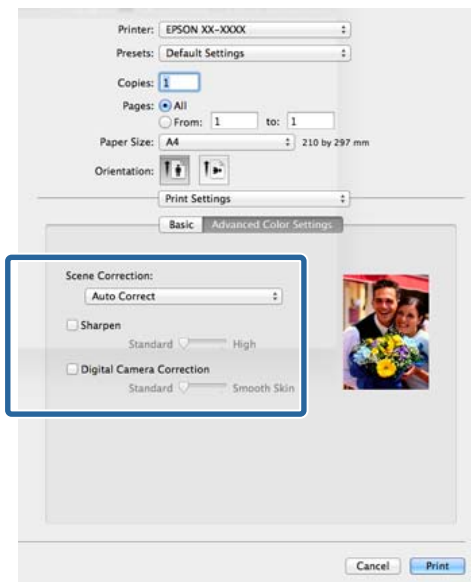 Printer: EPSON XX-XXXX
Presets: Default Settings
Copies: 1
Pages: All
From: 1 to: 1
Paper Size: A4 210 by 297 mm
Orientation:
Print Settings
Basic Advanced Color Settings
Scene Correction:
Auto Correct
Sharpen
Standard High
Digital Camera Correction
Standard Smooth Skin
Cancel Print